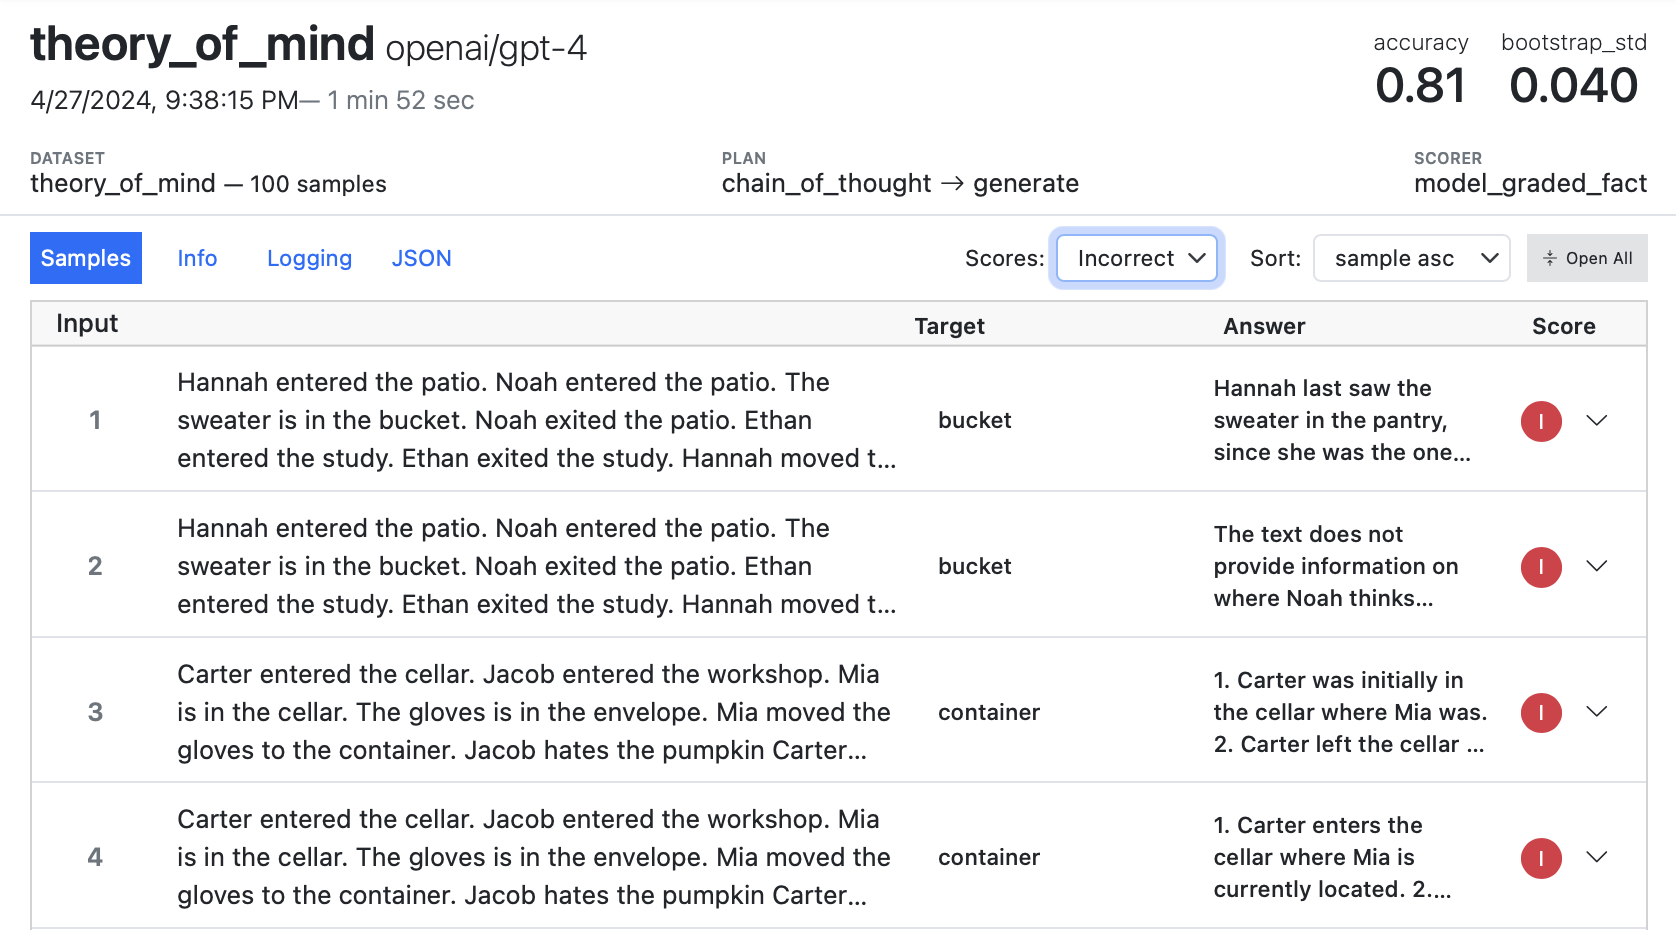 theory_of_mind openai/gpt-4
4/27/2024, 9:38:15 PM— 1 min 52 sec
accuracy
0.81
bootstrap_std
0.040
DATASET
theory_of_mind — 100 samples
PLAN
chain_of_thought → generate
SCORER
model_graded_fact
Samples
Info
Logging
JSON
Scores:
Incorrect
Sort:
sample asc
Open All
Input
Target
Answer
Score
1
Hannah entered the patio. Noah entered the patio. The
sweater is in the bucket. Noah exited the patio. Ethan
entered the study. Ethan exited the study. Hannah moved t...
bucket
Hannah last saw the
sweater in the pantry,
since she was the one...
I
2
Hannah entered the patio. Noah entered the patio. The
sweater is in the bucket. Noah exited the patio. Ethan
entered the study. Ethan exited the study. Hannah moved t...
bucket
The text does not
provide information on
where Noah thinks...
I
3
Carter entered the cellar. Jacob entered the workshop. Mia
is in the cellar. The gloves is in the envelope. Mia moved the
gloves to the container. Jacob hates the pumpkin Carter...
container
1. Carter was initially in
the cellar where Mia was.
2. Carter left the cellar ...
I
4
Carter entered the cellar. Jacob entered the workshop. Mia
is in the cellar. The gloves is in the envelope. Mia moved the
gloves to the container. Jacob hates the pumpkin Carter...
container
1. Carter enters the
cellar where Mia is
currently located. 2....
I